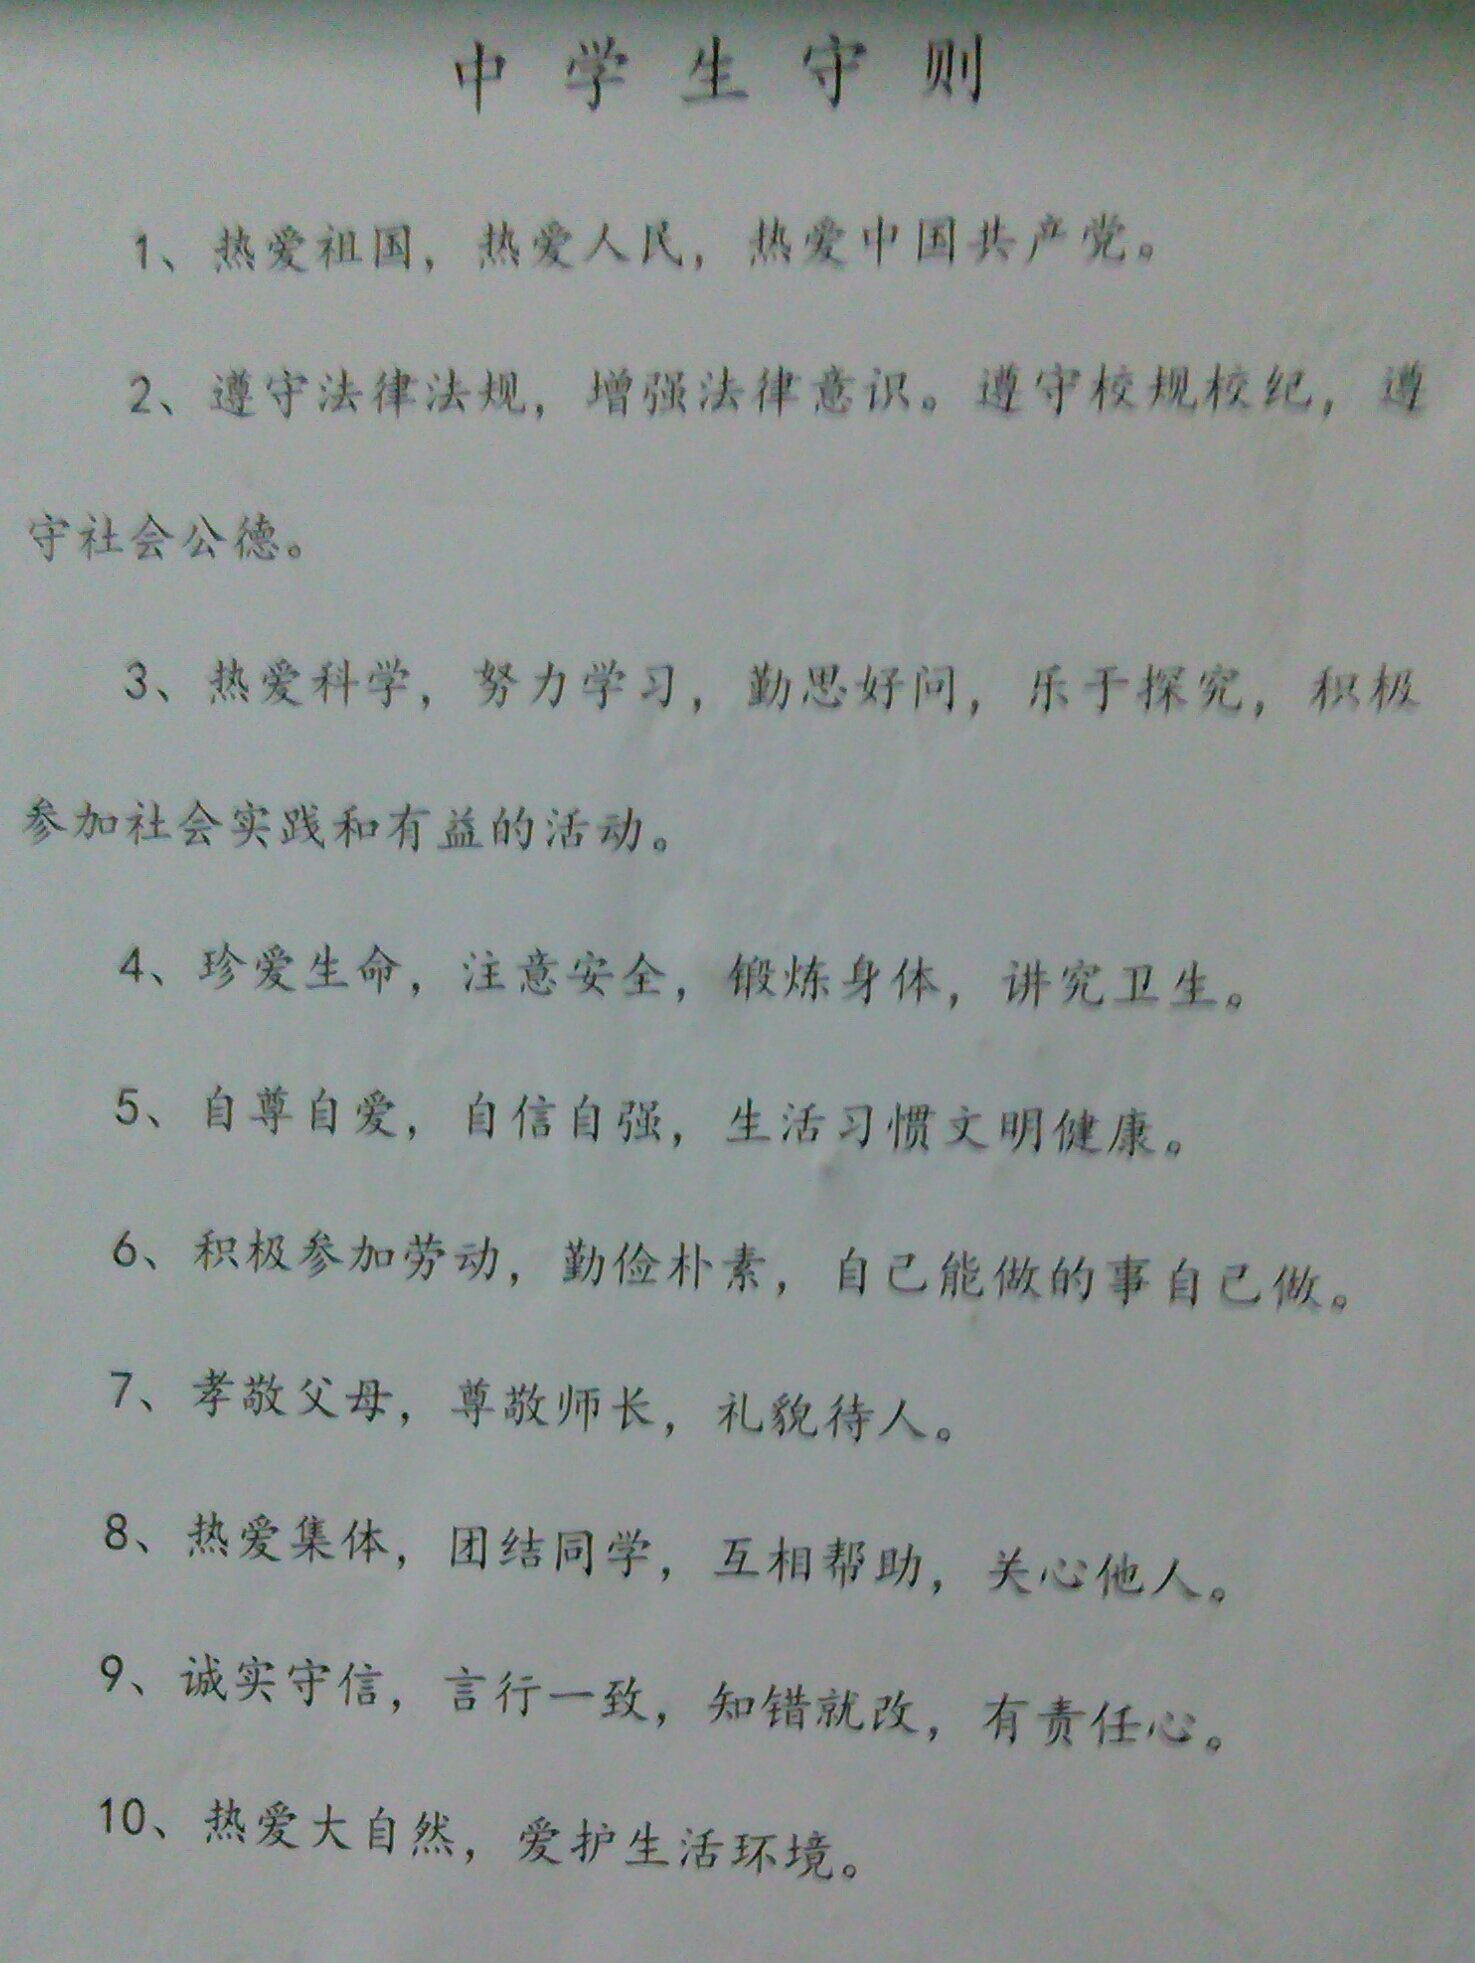 中学生守则
1、热爱祖国，热爱人民，热爱中国共产党。
2、遵守法律法规，增强法律意识。遵守校规校纪，遵
守社会公德。
3、热爱科学，努力学习，勤思好问，乐于探究，积极
参加社会实践和有益的活动。
4、珍爱生命，注意安全，锻炼身体，讲究卫生。
5、自尊自爱，自信自强，生活习惯文明健康。
6、积极参加劳动，勤俭朴素，自己能做的事自己做。
7、孝敬父母，尊敬师长，礼貌待人。
8、热爱集体，团结同学，互相帮助，关心他人。
9、诚实守信，言行一致，知错就改，有责任心。
10、热爱大自然，爱护生活环境。